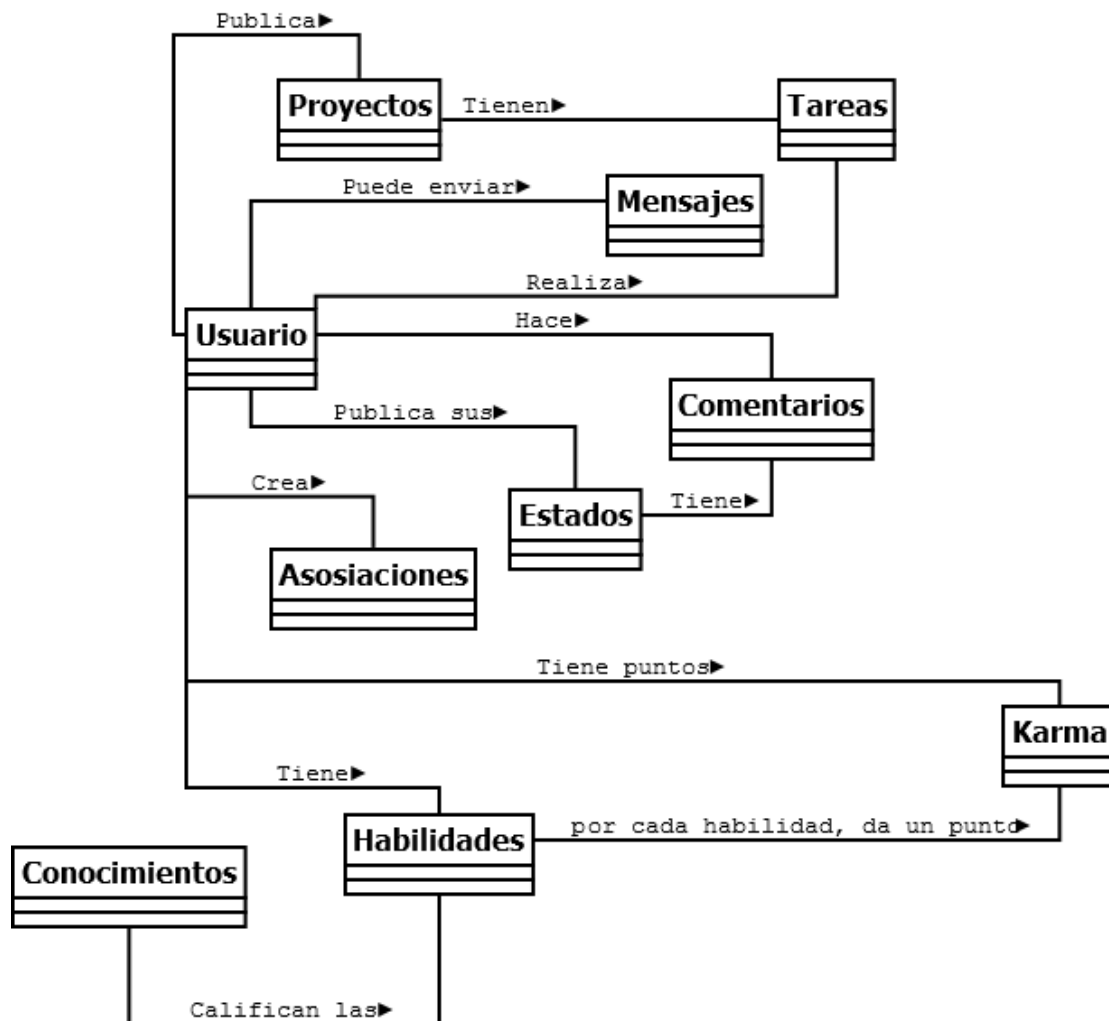 Publica▶
Proyectos
Tienen▶
Tareas
Puede enviar▶
Mensajes
Realiza▶
Usuario
Hace▶
Comentarios
Publica sus▶
Crea▶
Estados
Tiene▶
Asosiaciones
Tiene puntos▶
Karma
Tiene▶
por cada habilidad, da un punto▶
Habilidades
Conocimientos
Califican las▶